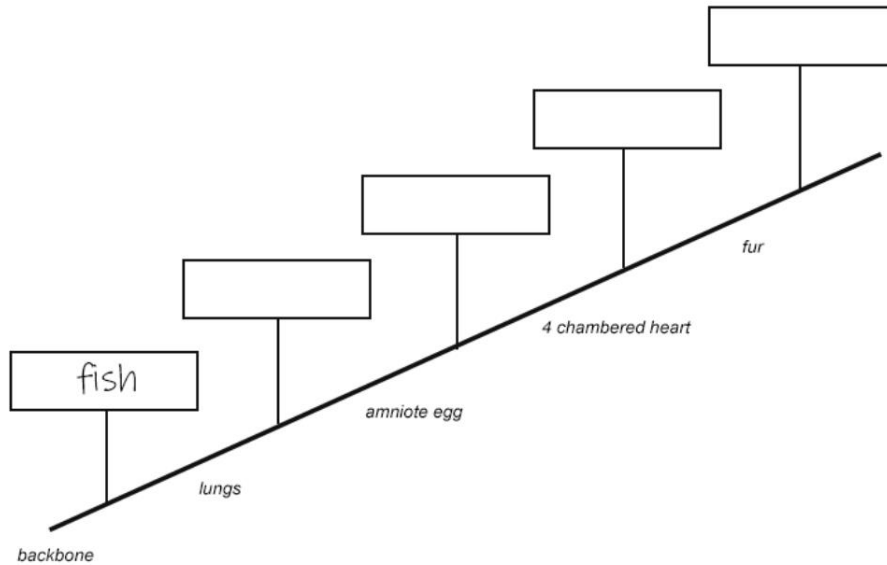 fur
4 chambered heart
fish
amniote egg
lungs
backbone